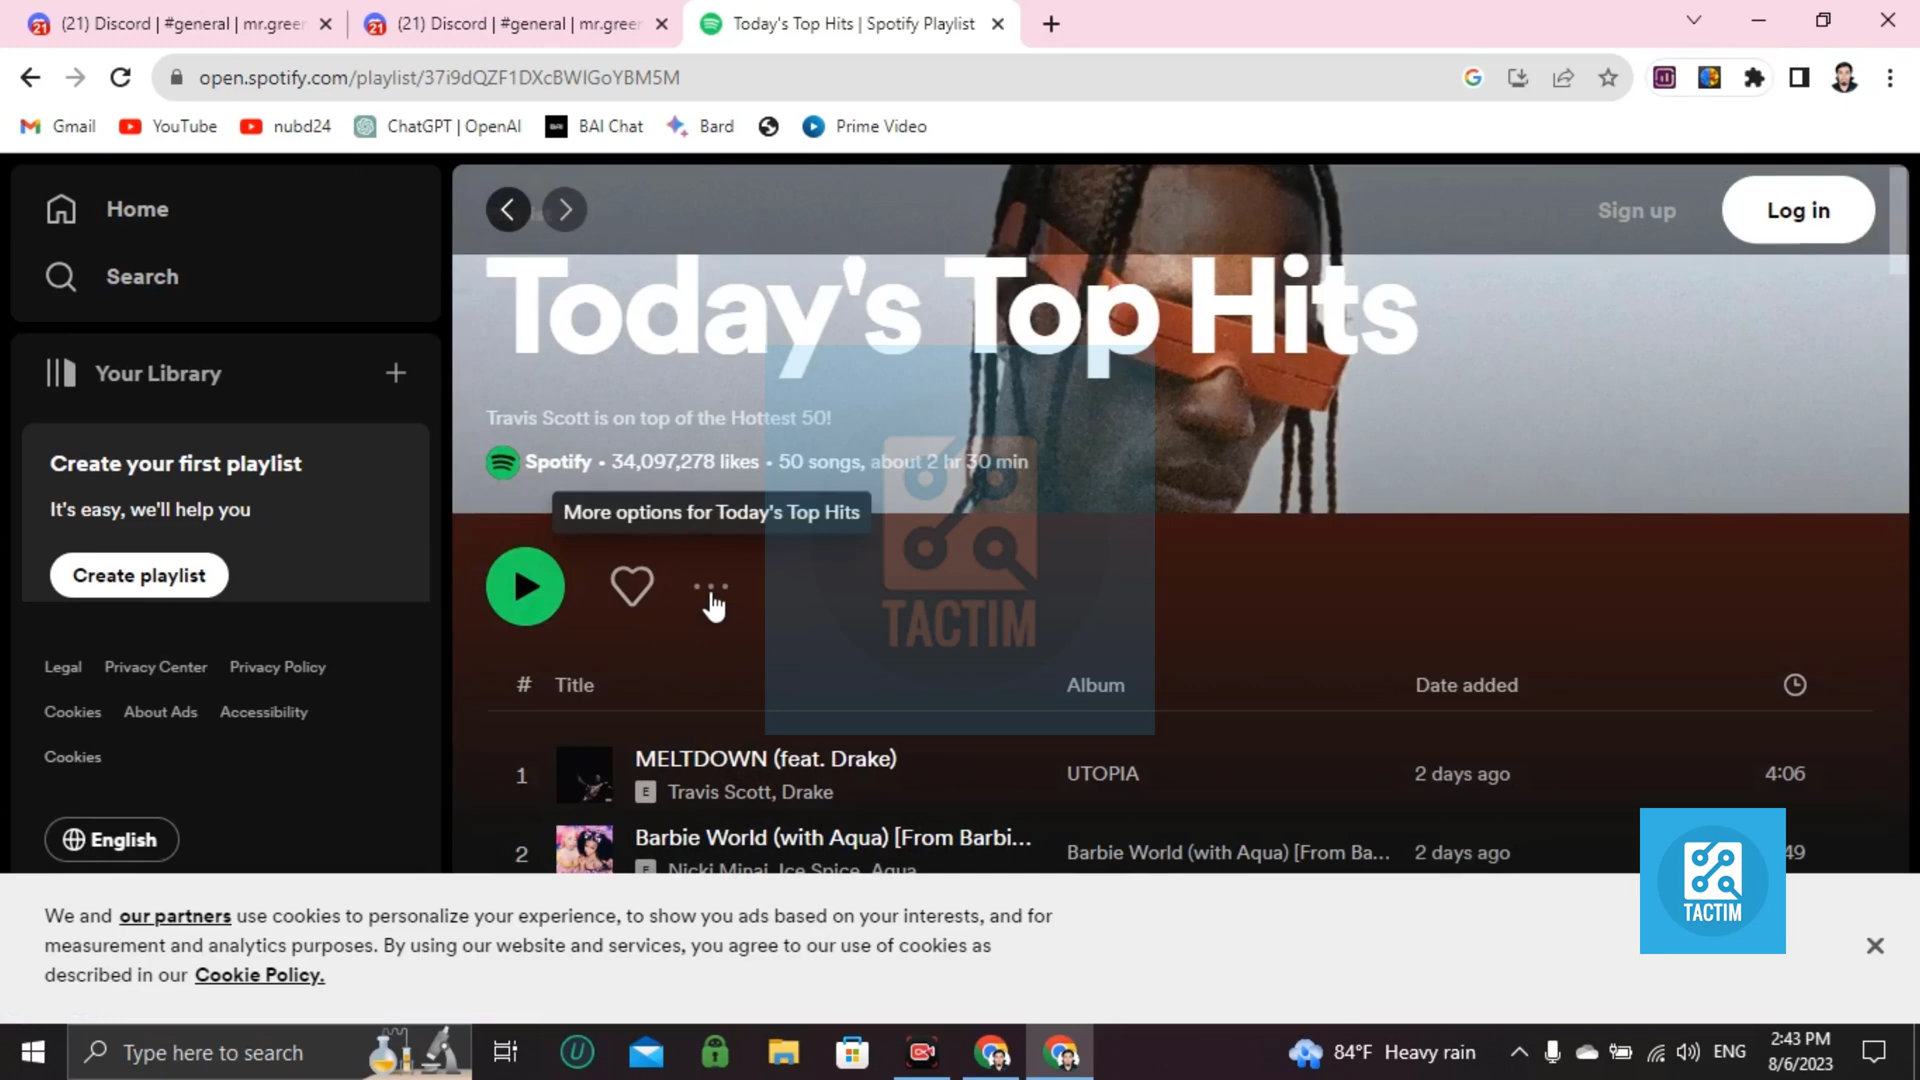 (21) Discord | #general | mr.greer
(21) Discord | #general | mr.greer
Today's Top Hits | Spotify Playlist
open.spotify.com/playlist/37i9dQZF1DXcBWIGoYBM5M
Gmail
YouTube
nubd24
ChatGPT | OpenAI
BAI Chat
Bard
Prime Video
Home
Search
Your Library
Create your first playlist
It's easy, we'll help you
Create playlist
Legal Privacy Center Privacy Policy
Cookies About Ads Accessibility
Cookies
English
Sign up
Log in
Today's Top Hits
Travis Scott is on top of the Hottest 50!
Spotify • 34,097,278 likes • 50 songs, about 2 hr 30 min
More options for Today's Top Hits
TACTIM
# Title Album Date added
1 MELTDOWN (feat. Drake) UTOPIA 2 days ago 4:06
E Travis Scott, Drake
2 Barbie World (with Aqua) [From Barbi... Barbie World (with Aqua) [From Ba... 2 days ago 49
E Nicki Minaj, Ice Spice, Aqua
TACTIM
We and our partners use cookies to personalize your experience, to show you ads based on your interests, and for
measurement and analytics purposes. By using our website and services, you agree to our use of cookies as
described in our Cookie Policy.
Type here to search
84°F Heavy rain
ENG
2:43 PM
8/6/2023